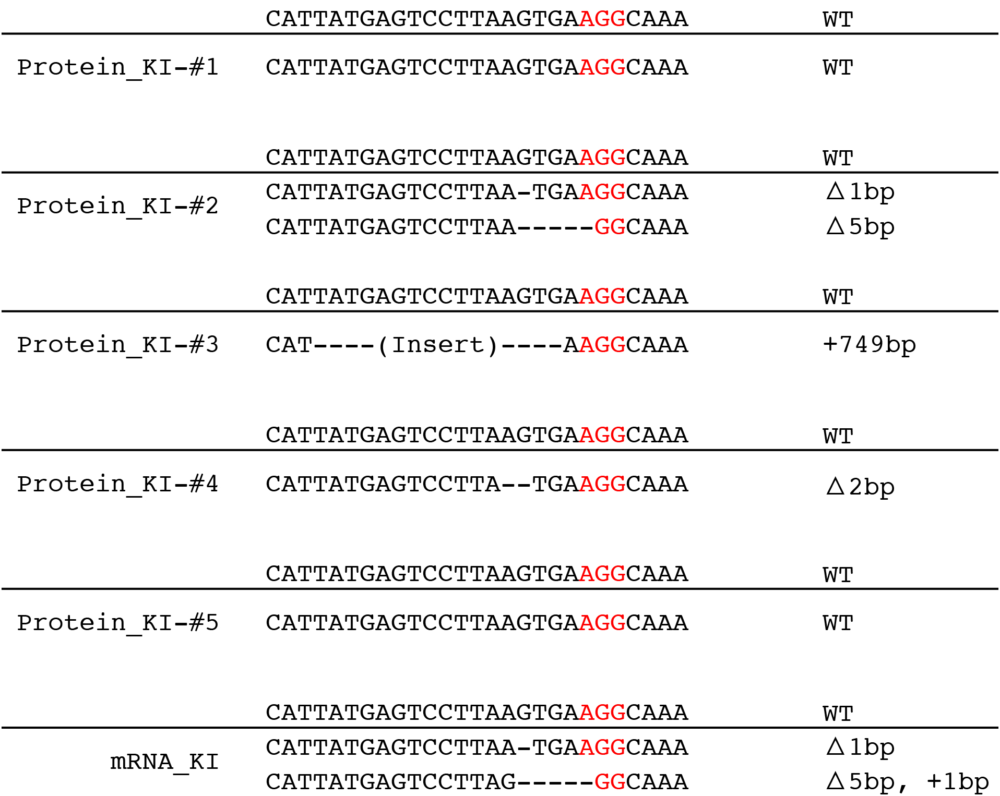 CATTATGAGTCCTTAAGTGAAGGCAAA WT
Protein_KI-#1 CATTATGAGTCCTTAAGTGAAGGCAAA WT
CATTATGAGTCCTTAAGTGAAGGCAAA WT
CATTATGAGTCCTTAA-TGAAGGCAAA △1bp
Protein_KI-#2
CATTATGAGTCCTTAA-----GGCAAA △5bp
CATTATGAGTCCTTAAGTGAAGGCAAA WT
Protein_KI-#3 CAT----(Insert)----AAGGCAAA +749bp
CATTATGAGTCCTTAAGTGAAGGCAAA WT
Protein_KI-#4 CATTATGAGTCCTTA--TGAAGGCAAA △2bp
CATTATGAGTCCTTAAGTGAAGGCAAA WT
Protein_KI-#5 CATTATGAGTCCTTAAGTGAAGGCAAA WT
CATTATGAGTCCTTAAGTGAAGGCAAA WT
CATTATGAGTCCTTAA-TGAAGGCAAA △1bp
mRNA_KI
CATTATGAGTCCTTAG-----GGCAAA △5bp, +1bp